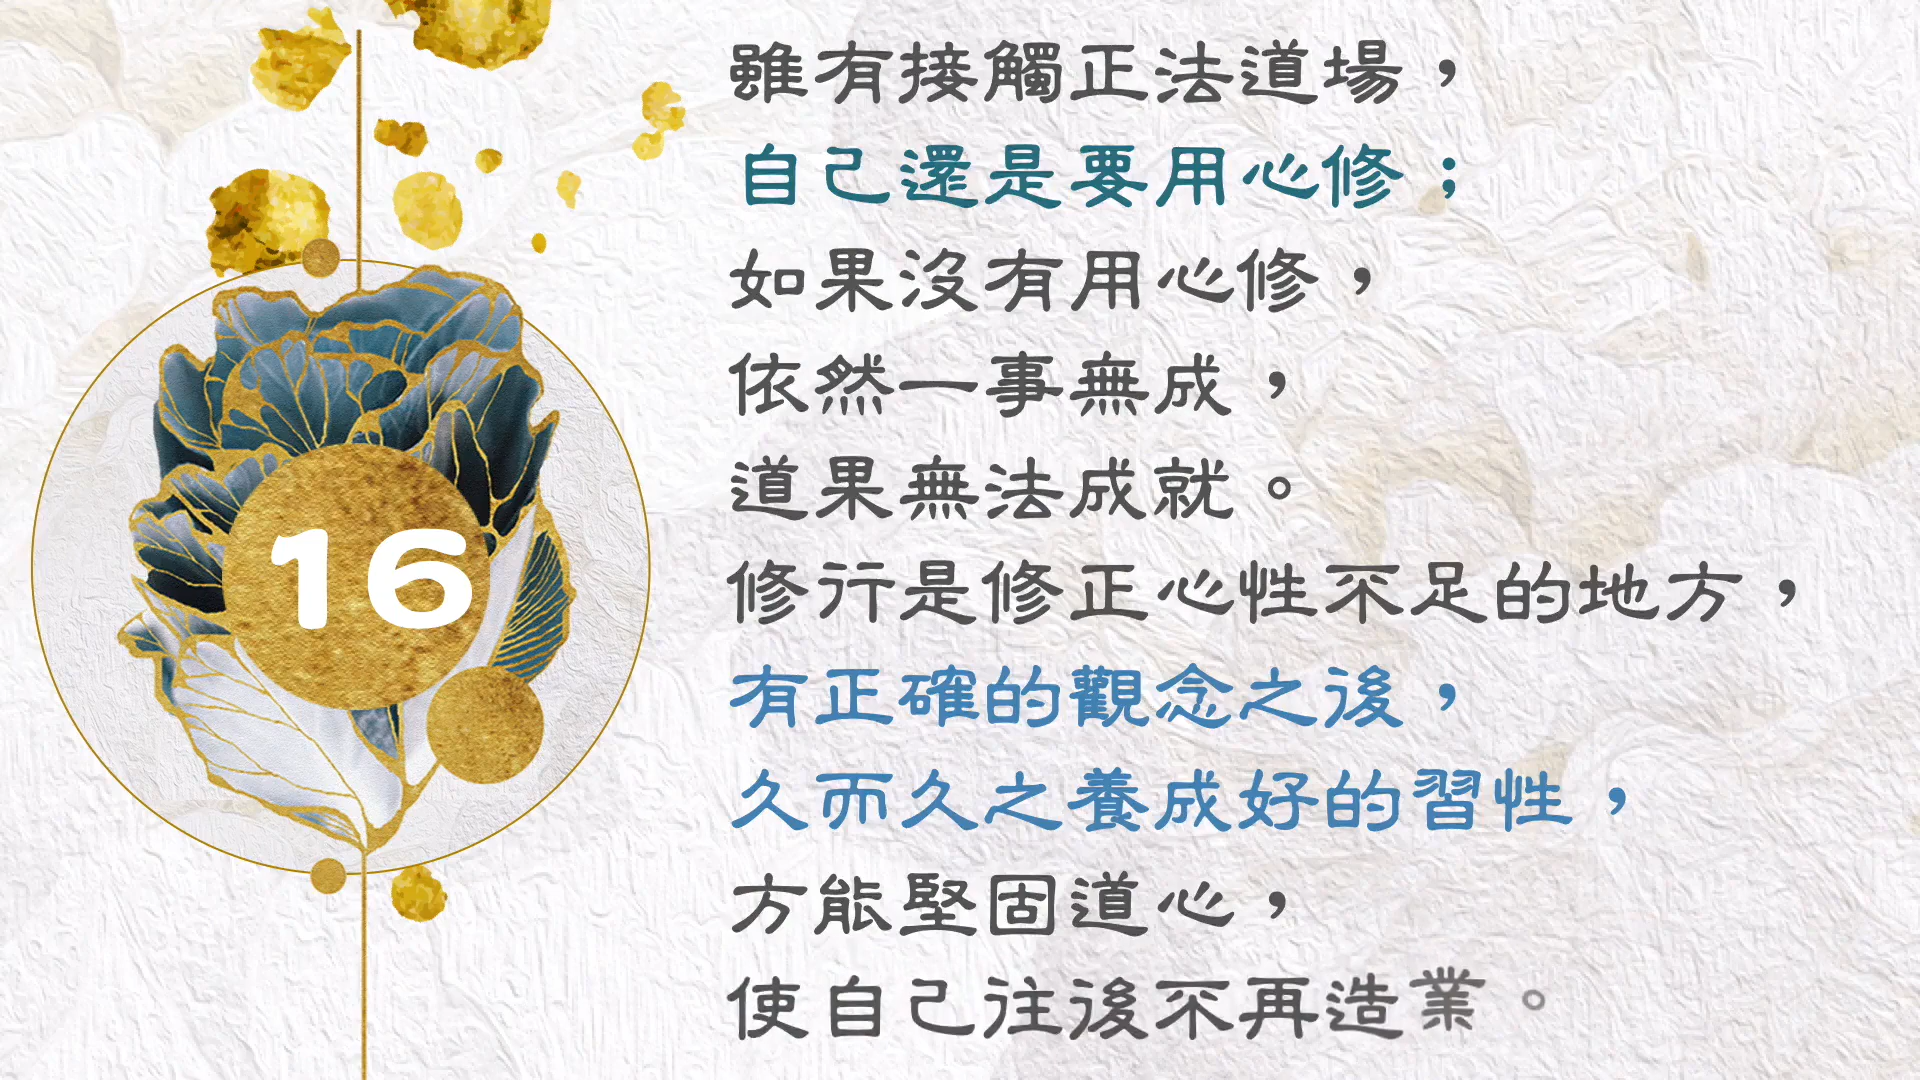 16
雖有接觸正法道場，
自己還是要用心修；
如果沒有用心修，
依然一事無成，
道果無法成就。
修行是修正心性不足的地方，
有正確的觀念之後，
久而久之養成好的習性，
方能堅固道心，
使自己往後不再造業。